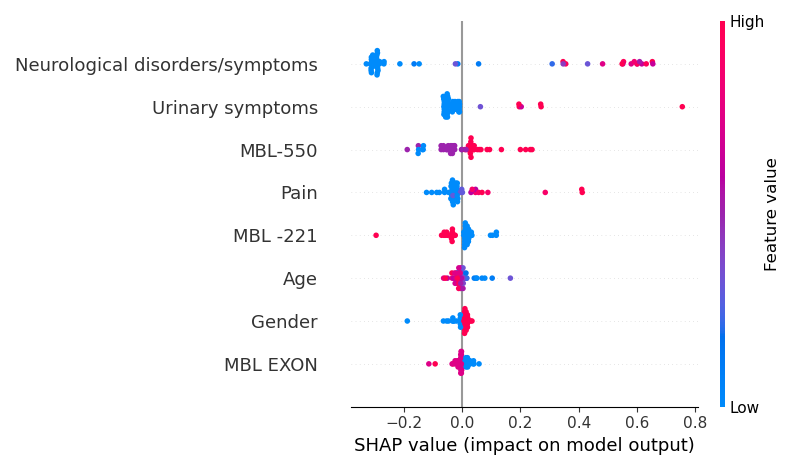 High
Neurological disorders/symptoms
Urinary symptoms
MBL-550
Pain
MBL -221
Age
Gender
MBL EXON
Feature value
Low
−0.2 0.0 0.2 0.4 0.6 0.8
SHAP value (impact on model output)